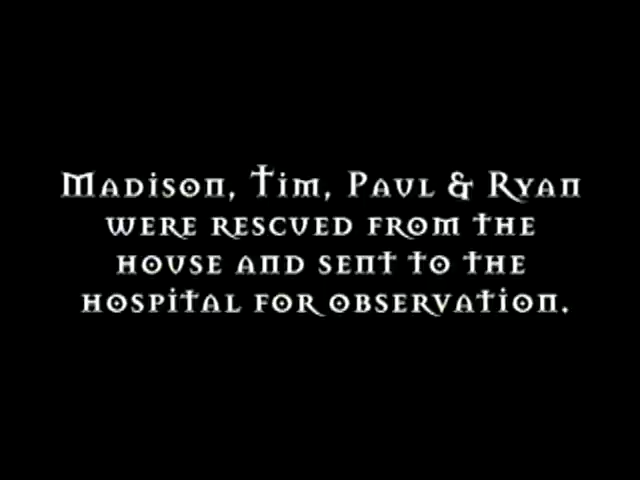 Madison, Tim, Paul & Ryan
were rescued from the
house and sent to the
hospital for observation.